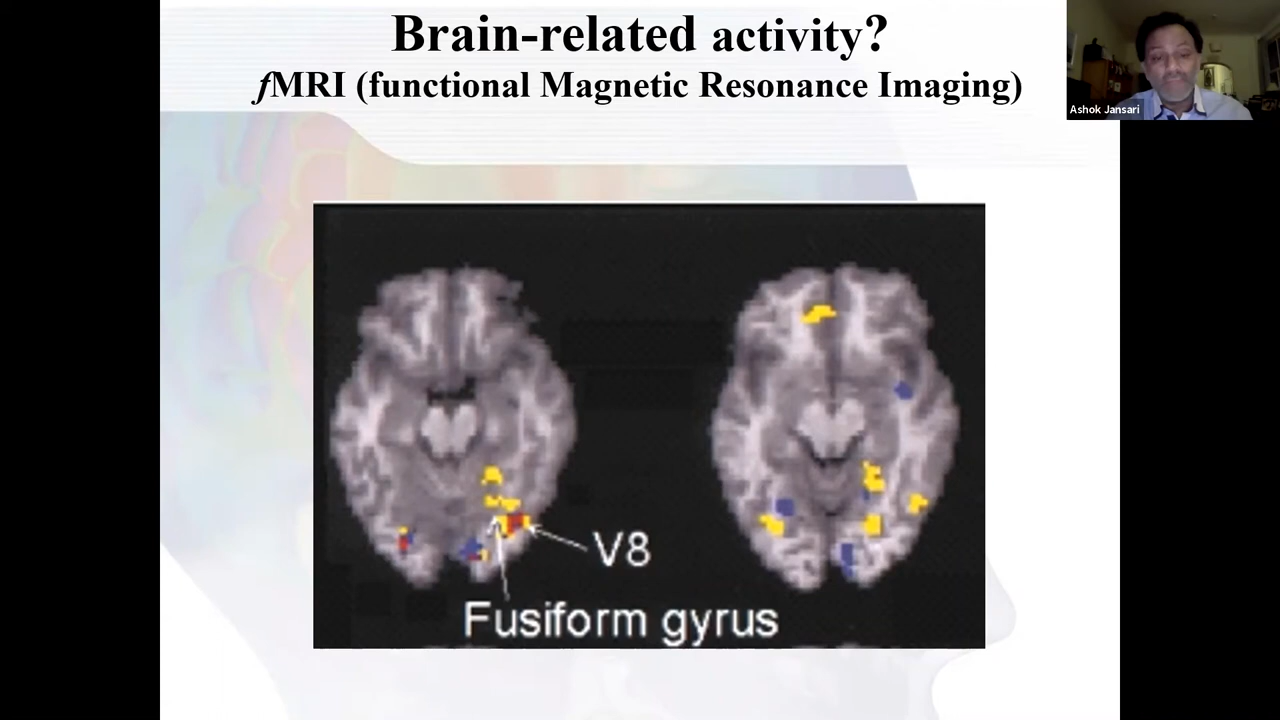 Brain-related activity?
fMRI (functional Magnetic Resonance Imaging)
Ashok Jansari
V8
Fusiform gyrus